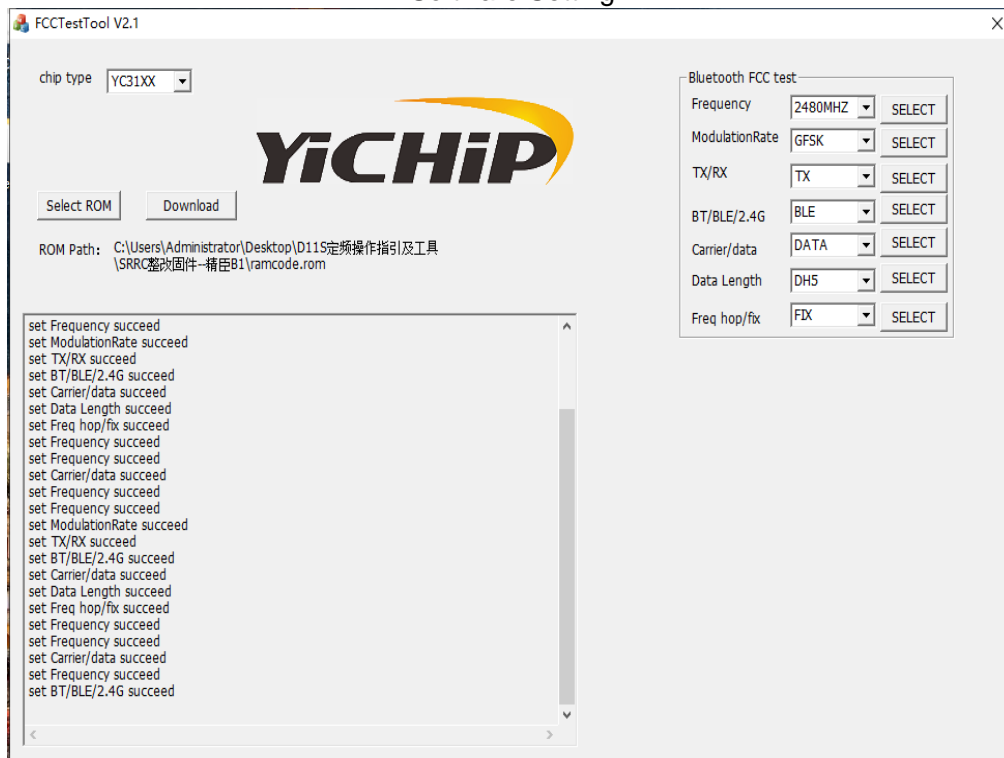 FCCTestTool V2.1
chip type
YC31XX
YiCHiP
Select ROM
Download
ROM Path: C:\Users\Administrator\Desktop\D11S定频操作指引及工具
\SRRC整改固件--精臣B1\ramcode.rom
set Frequency succeed
set ModulationRate succeed
set TX/RX succeed
set BT/BLE/2.4G succeed
set Carrier/data succeed
set Data Length succeed
set Freq hop/fix succeed
set Frequency succeed
set Frequency succeed
set Carrier/data succeed
set Frequency succeed
set Frequency succeed
set ModulationRate succeed
set TX/RX succeed
set BT/BLE/2.4G succeed
set Carrier/data succeed
set Data Length succeed
set Freq hop/fix succeed
set Frequency succeed
set Frequency succeed
set Carrier/data succeed
set Frequency succeed
set BT/BLE/2.4G succeed
Bluetooth FCC test
Frequency 2480MHZ SELECT
ModulationRate GFSK SELECT
TX/RX TX SELECT
BT/BLE/2.4G BLE SELECT
Carrier/data DATA SELECT
Data Length DH5 SELECT
Freq hop/fix FIX SELECT